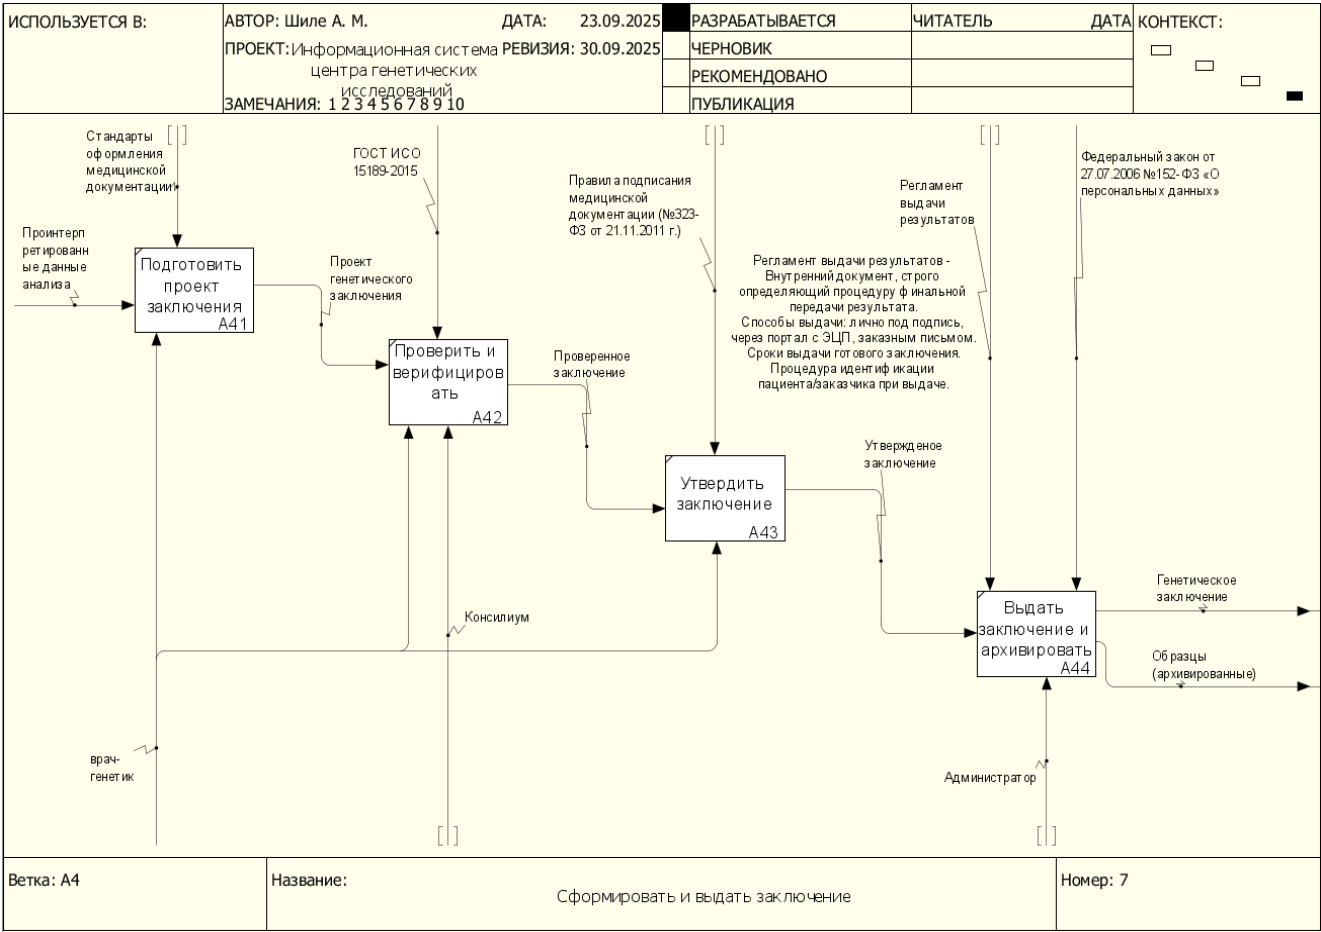 ИСПОЛЬЗУЕТСЯ В:
АВТОР: Шиле А. М.
ДАТА: 23.09.2025
ПРОЕКТ: Информационная система
центра генетических
исследований
РЕВИЗИЯ: 30.09.2025
ЗАМЕЧАНИЯ: 1 2 3 4 5 6 7 8 9 10
РАЗРАБАТЫВАЕТСЯ
ЧЕРНОВИК
РЕКОМЕНДОВАНО
ПУБЛИКАЦИЯ
ЧИТАТЕЛЬ
ДАТА
КОНТЕКСТ:
Стандарты
оформления
медицинской
документации
ГОСТ ИСО
15189-2015
Правила подписания
медицинской
документации (№323-
ФЗ от 21.11.2011 г.)
Регламент
выдачи
результатов
Федеральный закон от
27.07.2006 №152-ФЗ «О
персональных данных»
Проинтерп
ретированн
ые данные
анализа
Подготовить
проект
заключения
A41
Проект
генетического
заключения
Регламент выдачи результатов -
Внутренний документ, строго
определяющий процедуру финальной
передачи результата.
Способы выдачи: лично под подпись,
через портал с ЭЦП, заказным письмом.
Сроки выдачи готового заключения.
Процедура идентификации
пациента/заказчика при выдаче.
Проверить и
верифициров
ать
A42
Проверенное
заключение
Утвердить
заключение
A43
Утвержденое
заключение
Выдать
заключение и
архивировать
A44
Генетическое
заключение
Образцы
(архивированные)
Консилиум
врач-
генетик
Администратор
Ветка: A4
Название:
Сформировать и выдать заключение
Номер: 7